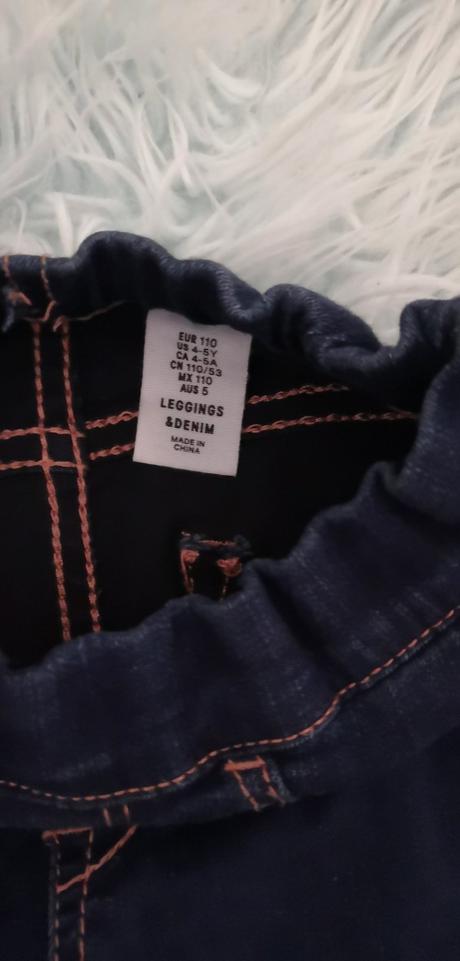 EUR 110
US 4-5Y
CA 4-5A
CN 110/53
MX 110
AUS 5
LEGGINGS
&DENIM
MADE IN
CHINA